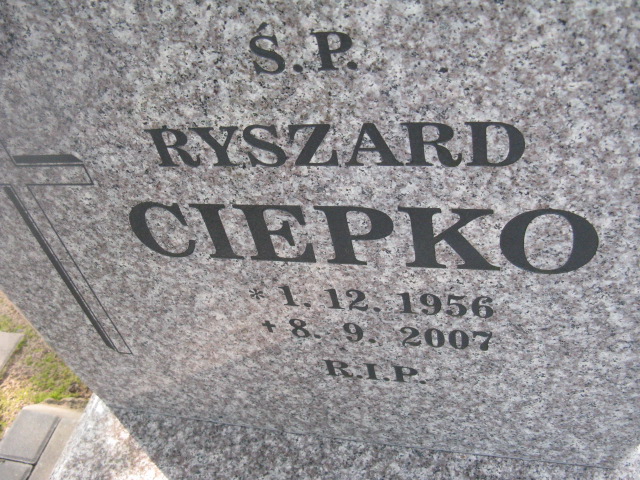 Ś.P.
RYSZARD
CIEPKO
* 1. 12. 1956
+ 8. 9. 2007
R.I.P.